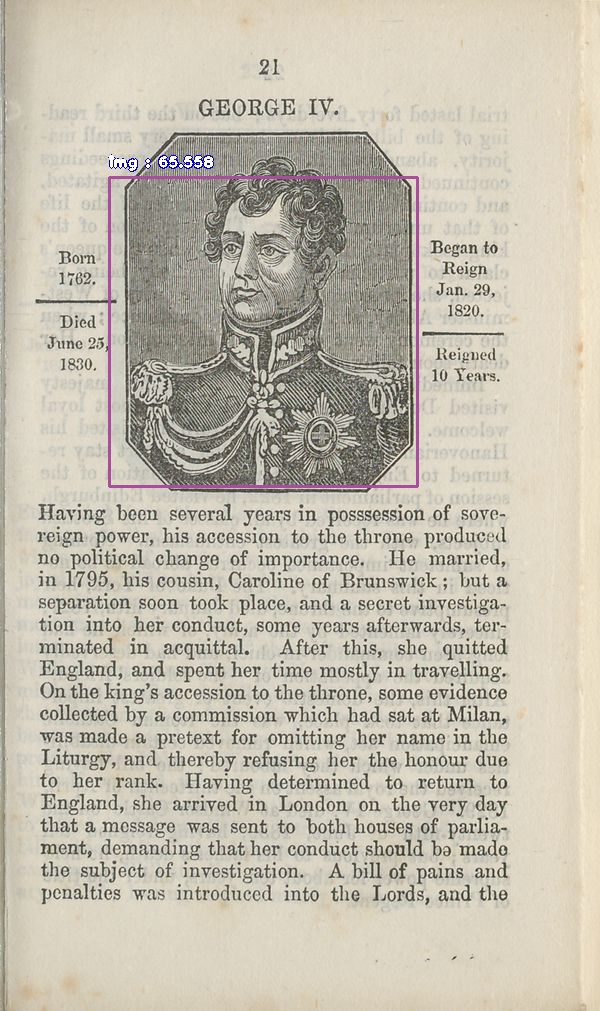 21
GEORGE IV.
img : 65.558
Born
1762.
Died
June 25,
1830.
Began to
Reign
Jan. 29,
1820.
Reigned
10 Years.
Having been several years in posssession of sove-
reign power, his accession to the throne produced
no political change of importance. He married,
in 1795, his cousin, Caroline of Brunswick; but a
separation soon took place, and a secret investiga-
tion into her conduct, some years afterwards, ter-
minated in acquittal. After this, she quitted
England, and spent her time mostly in travelling.
On the king's accession to the throne, some evidence
collected by a commission which had sat at Milan,
was made a pretext for omitting her name in the
Liturgy, and thereby refusing her the honour due
to her rank. Having determined to return to
England, she arrived in London on the very day
that a message was sent to both houses of parlia-
ment, demanding that her conduct should be made
the subject of investigation. A bill of pains and
penalties was introduced into the Lords, and the